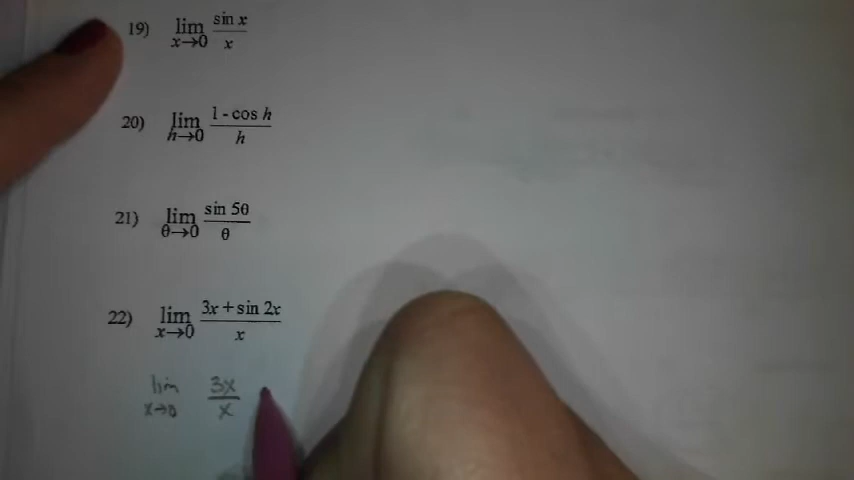 19) lim x→0 sin x / x
20) lim h→0 1 - cos h / h
21) lim θ→0 sin 5θ / θ
22) lim x→0 3x + sin 2x / x
lim x→0 3x / x